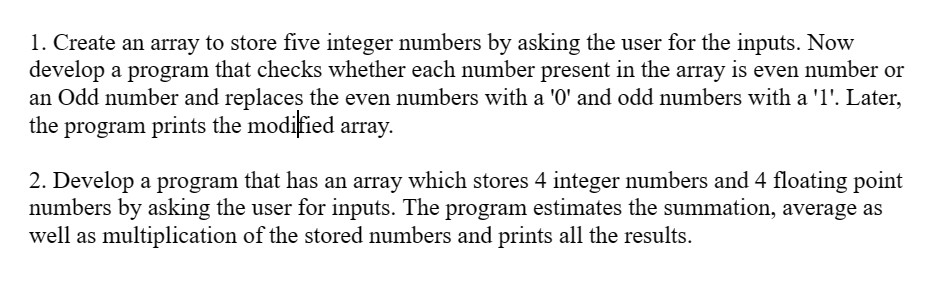 1. Create an array to store five integer numbers by asking the user for the inputs. Now
develop a program that checks whether each number present in the array is even number or
an Odd number and replaces the even numbers with a '0' and odd numbers with a '1'. Later,
the program prints the modified array.
2. Develop a program that has an array which stores 4 integer numbers and 4 floating point
numbers by asking the user for inputs. The program estimates the summation, average as
well as multiplication of the stored numbers and prints all the results.